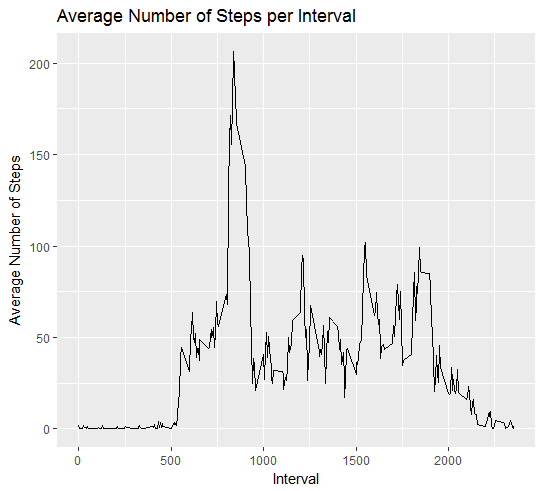 Average Number of Steps per Interval
200
150
100
50
0
Average Number of Steps
0 500 1000 1500 2000
Interval